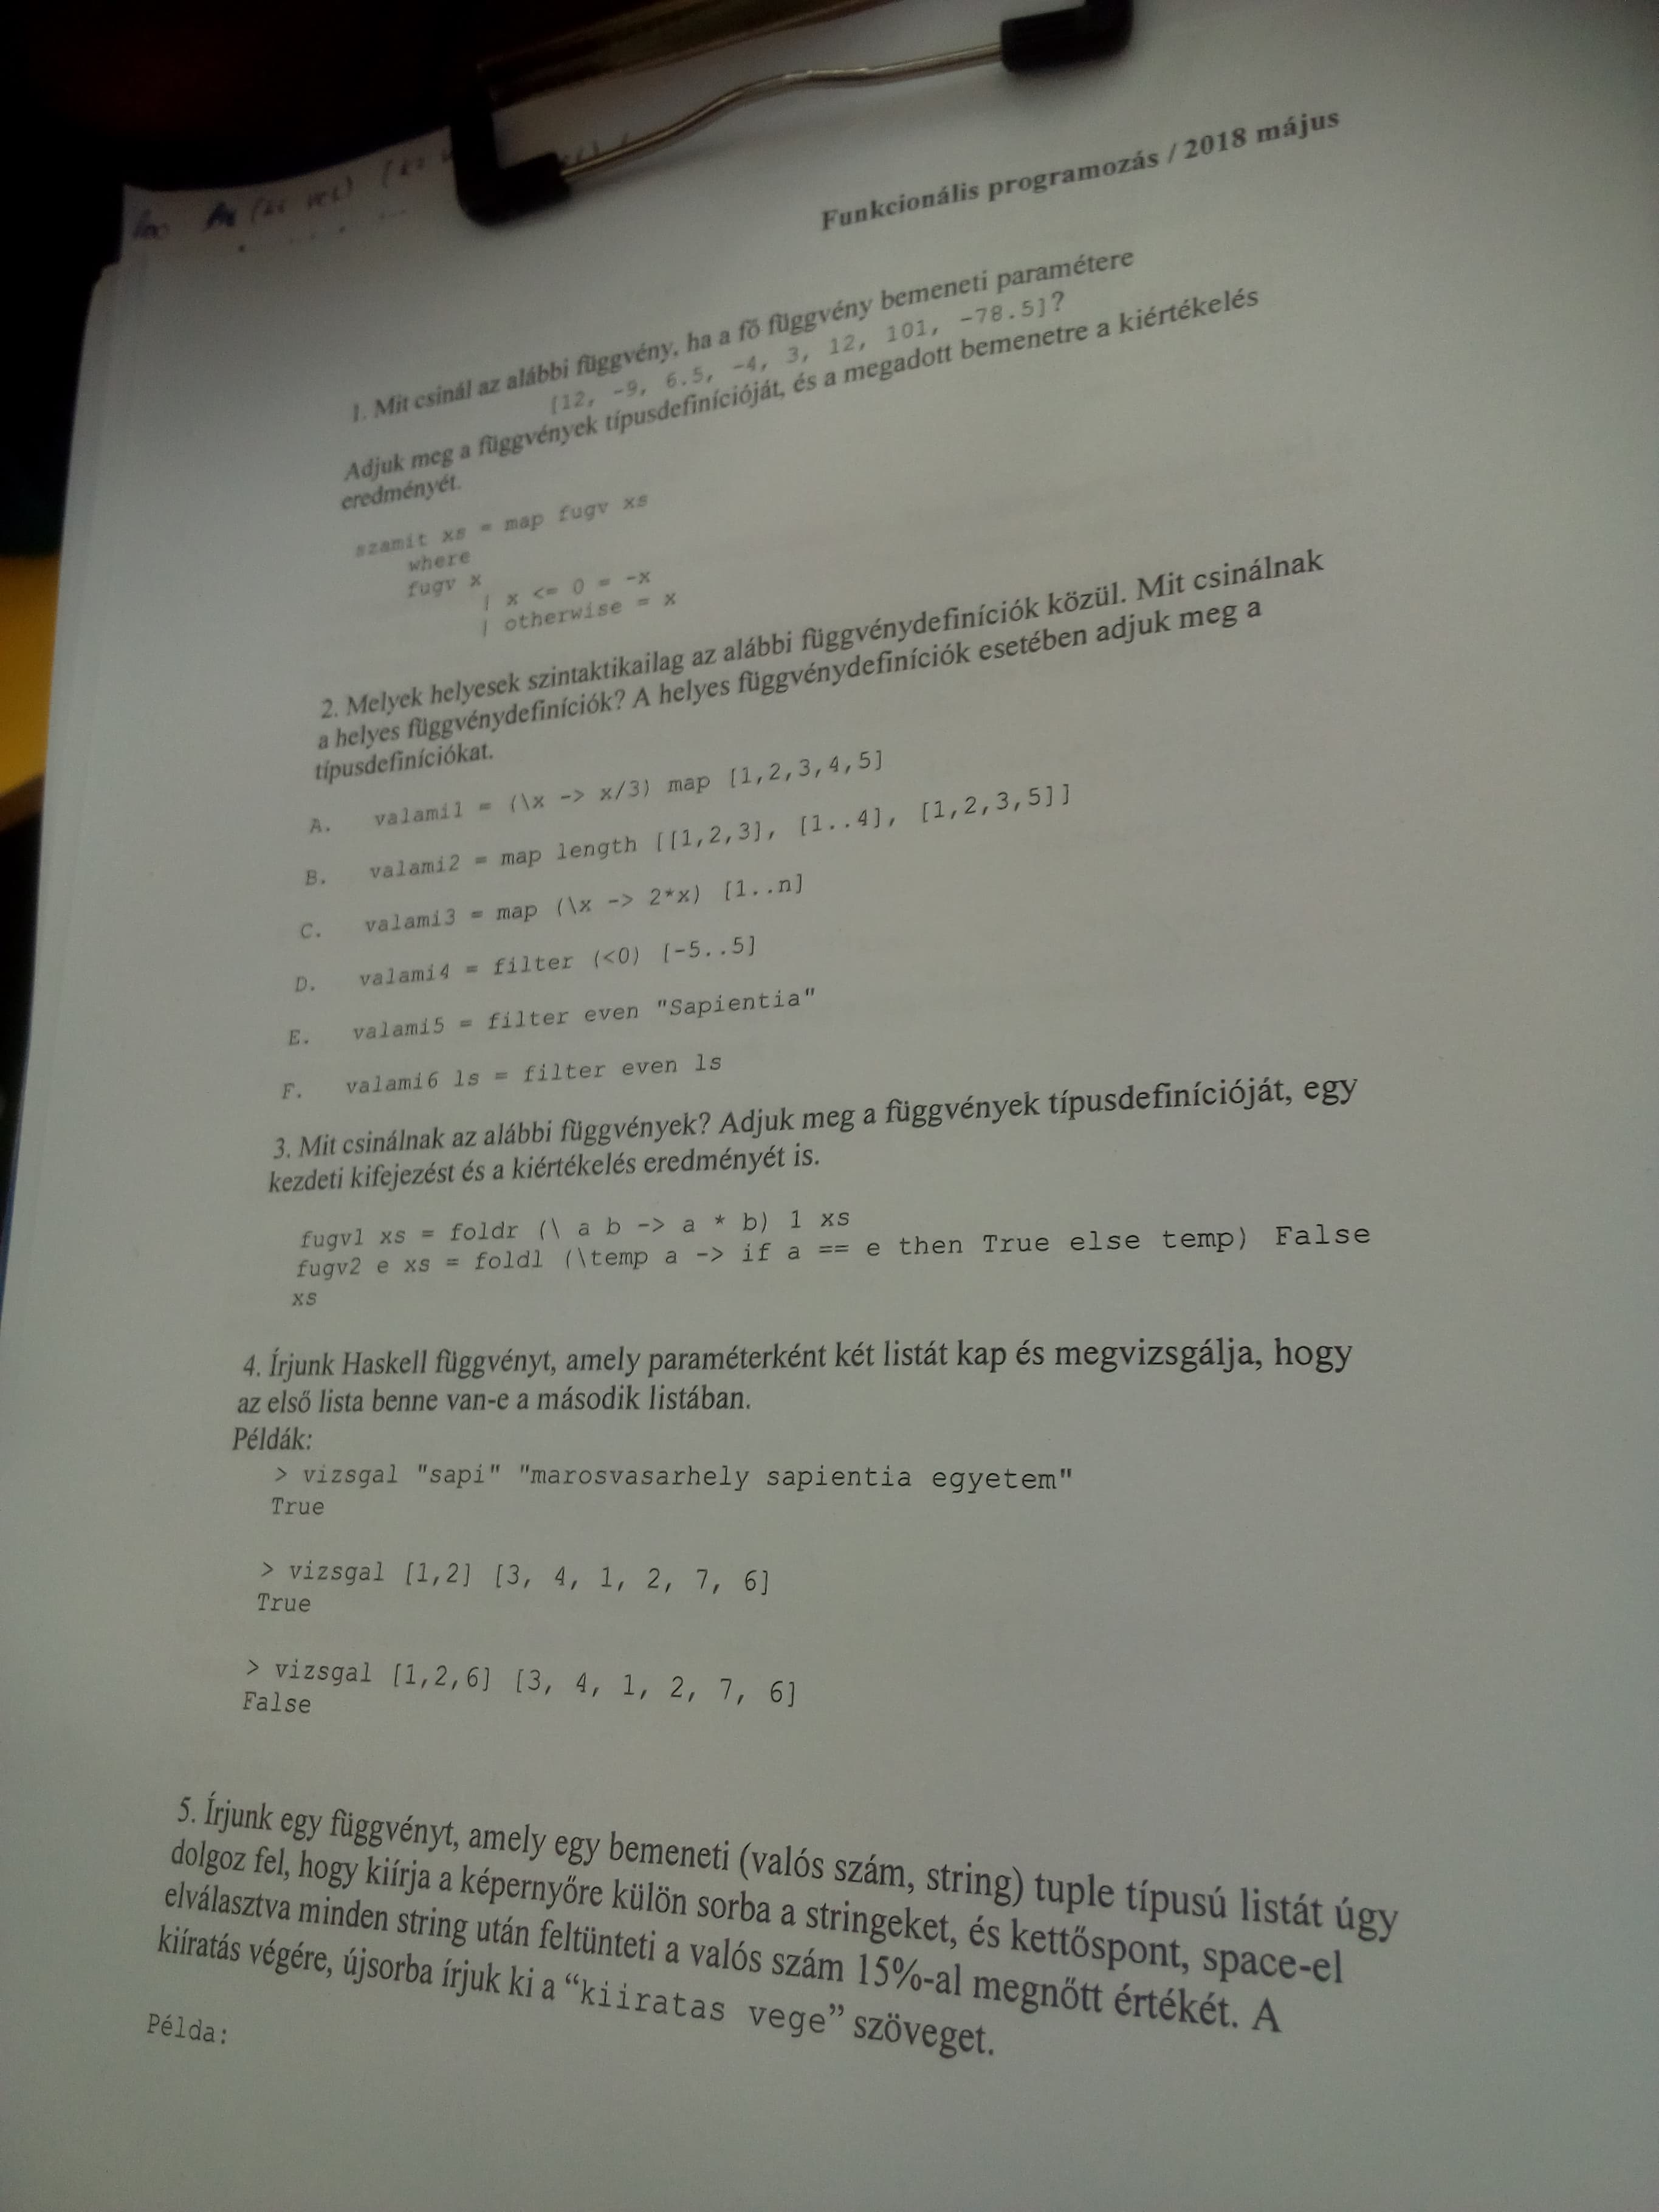 Funkcionális programozás / 2018 május
1. Mit csinál az alábbi függvény, ha a fő függvény bemeneti paramétere
[12, -9, 6.5, -4, 3, 12, 101, -78.5]?
Adjuk meg a függvények típusdefinícióját, és a megadott bemenetre a kiértékelés
eredményét.
szamit xs = map fugv xs
where
fugv x
| x <= 0 = -x
| otherwise = x
2. Melyek helyesek szintaktikailag az alábbi függvénydefiníciók közül. Mit csinálnak
a helyes függvénydefiníciók? A helyes függvénydefiníciók esetében adjuk meg a
típusdefiníciókat.
A. valami1 = (\x -> x/3) map [1,2,3,4,5]
B. valami2 = map length [[1,2,3], [1..4], [1,2,3,5]]
C. valami3 = map (\x -> 2*x) [1..n]
D. valami4 = filter (<0) [-5..5]
E. valami5 = filter even "Sapientia"
F. valami6 ls = filter even ls
3. Mit csinálnak az alábbi függvények? Adjuk meg a függvények típusdefinícióját, egy
kezdeti kifejezést és a kiértékelés eredményét is.
fugv1 xs = foldr (\ a b -> a * b) 1 xs
fugv2 e xs = foldl (\temp a -> if a == e then True else temp) False
xs
4. Írjunk Haskell függvényt, amely paraméterként két listát kap és megvizsgálja, hogy
az első lista benne van-e a második listában.
Példák:
> vizsgal "sapi" "marosvasarhely sapientia egyetem"
True
> vizsgal [1,2] [3, 4, 1, 2, 7, 6]
True
> vizsgal [1,2,6] [3, 4, 1, 2, 7, 6]
False
5. Írjunk egy függvényt, amely egy bemeneti (valós szám, string) tuple típusú listát úgy
dolgoz fel, hogy kiírja a képernyőre külön sorba a stringeket, és kettőspont, space-el
elválasztva minden string után feltünteti a valós szám 15%-al megnőtt értékét. A
kiíratás végére, újsorba írjuk ki a “kiiratas vege” szöveget.
Példa: